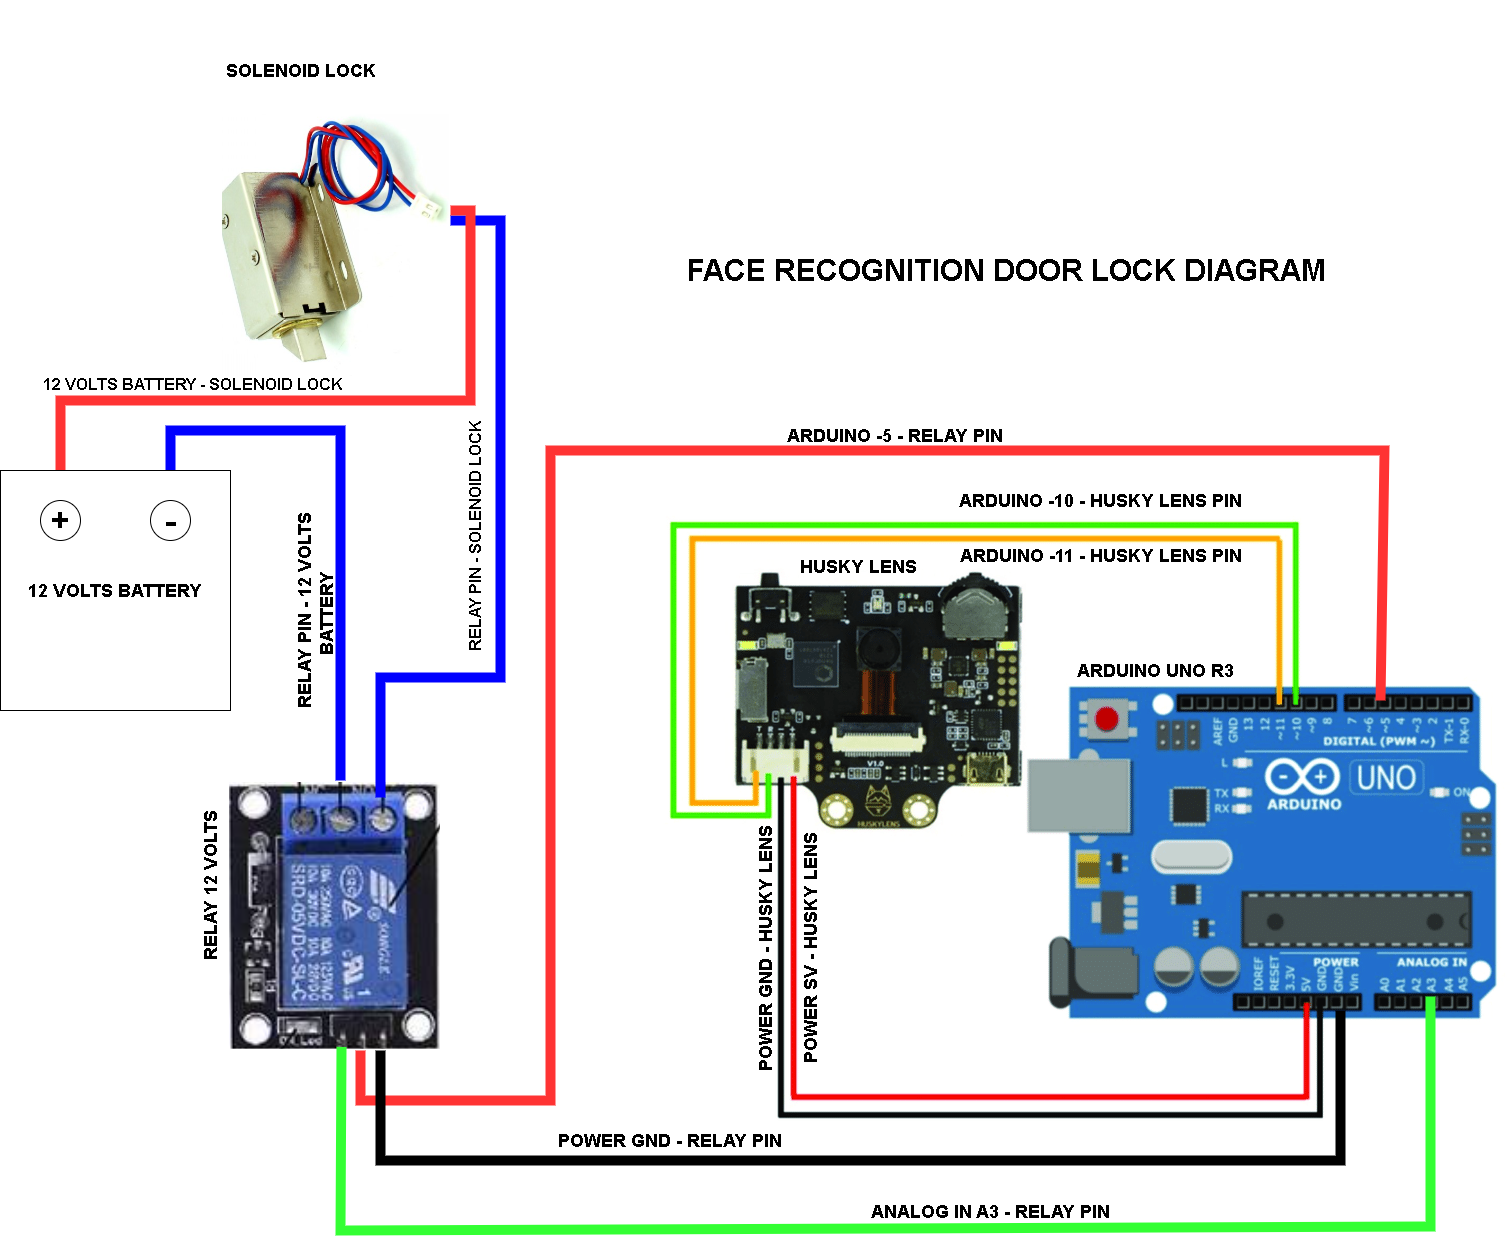 SOLENOID LOCK
FACE RECOGNITION DOOR LOCK DIAGRAM
12 VOLTS BATTERY - SOLENOID LOCK
+
-
12 VOLTS BATTERY
RELAY PIN - 12 VOLTS
BATTERY
RELAY PIN - SOLENOID LOCK
ARDUINO -5 - RELAY PIN
ARDUINO -10 - HUSKY LENS PIN
ARDUINO -11 - HUSKY LENS PIN
HUSKY LENS
V1.0
HUSKYLENS
ARDUINO UNO R3
AREF
GND
13
12
~11
~10
~9
8
7
~6
~5
4
~3
2
TX-1
RX-0
DIGITAL (PWM ~)
L
TX
RX
ARDUINO
UNO
ON
POWER
ANALOG IN
IOREF
RESET
3.3V
5V
GND
GND
Vin
A0
A1
A2
A3
A4
A5
RELAY 12 VOLTS
SONGLE
SRD-05VDC-SL-C
POWER GND - HUSKY LENS
POWER 5V - HUSKY LENS
POWER GND - RELAY PIN
ANALOG IN A3 - RELAY PIN